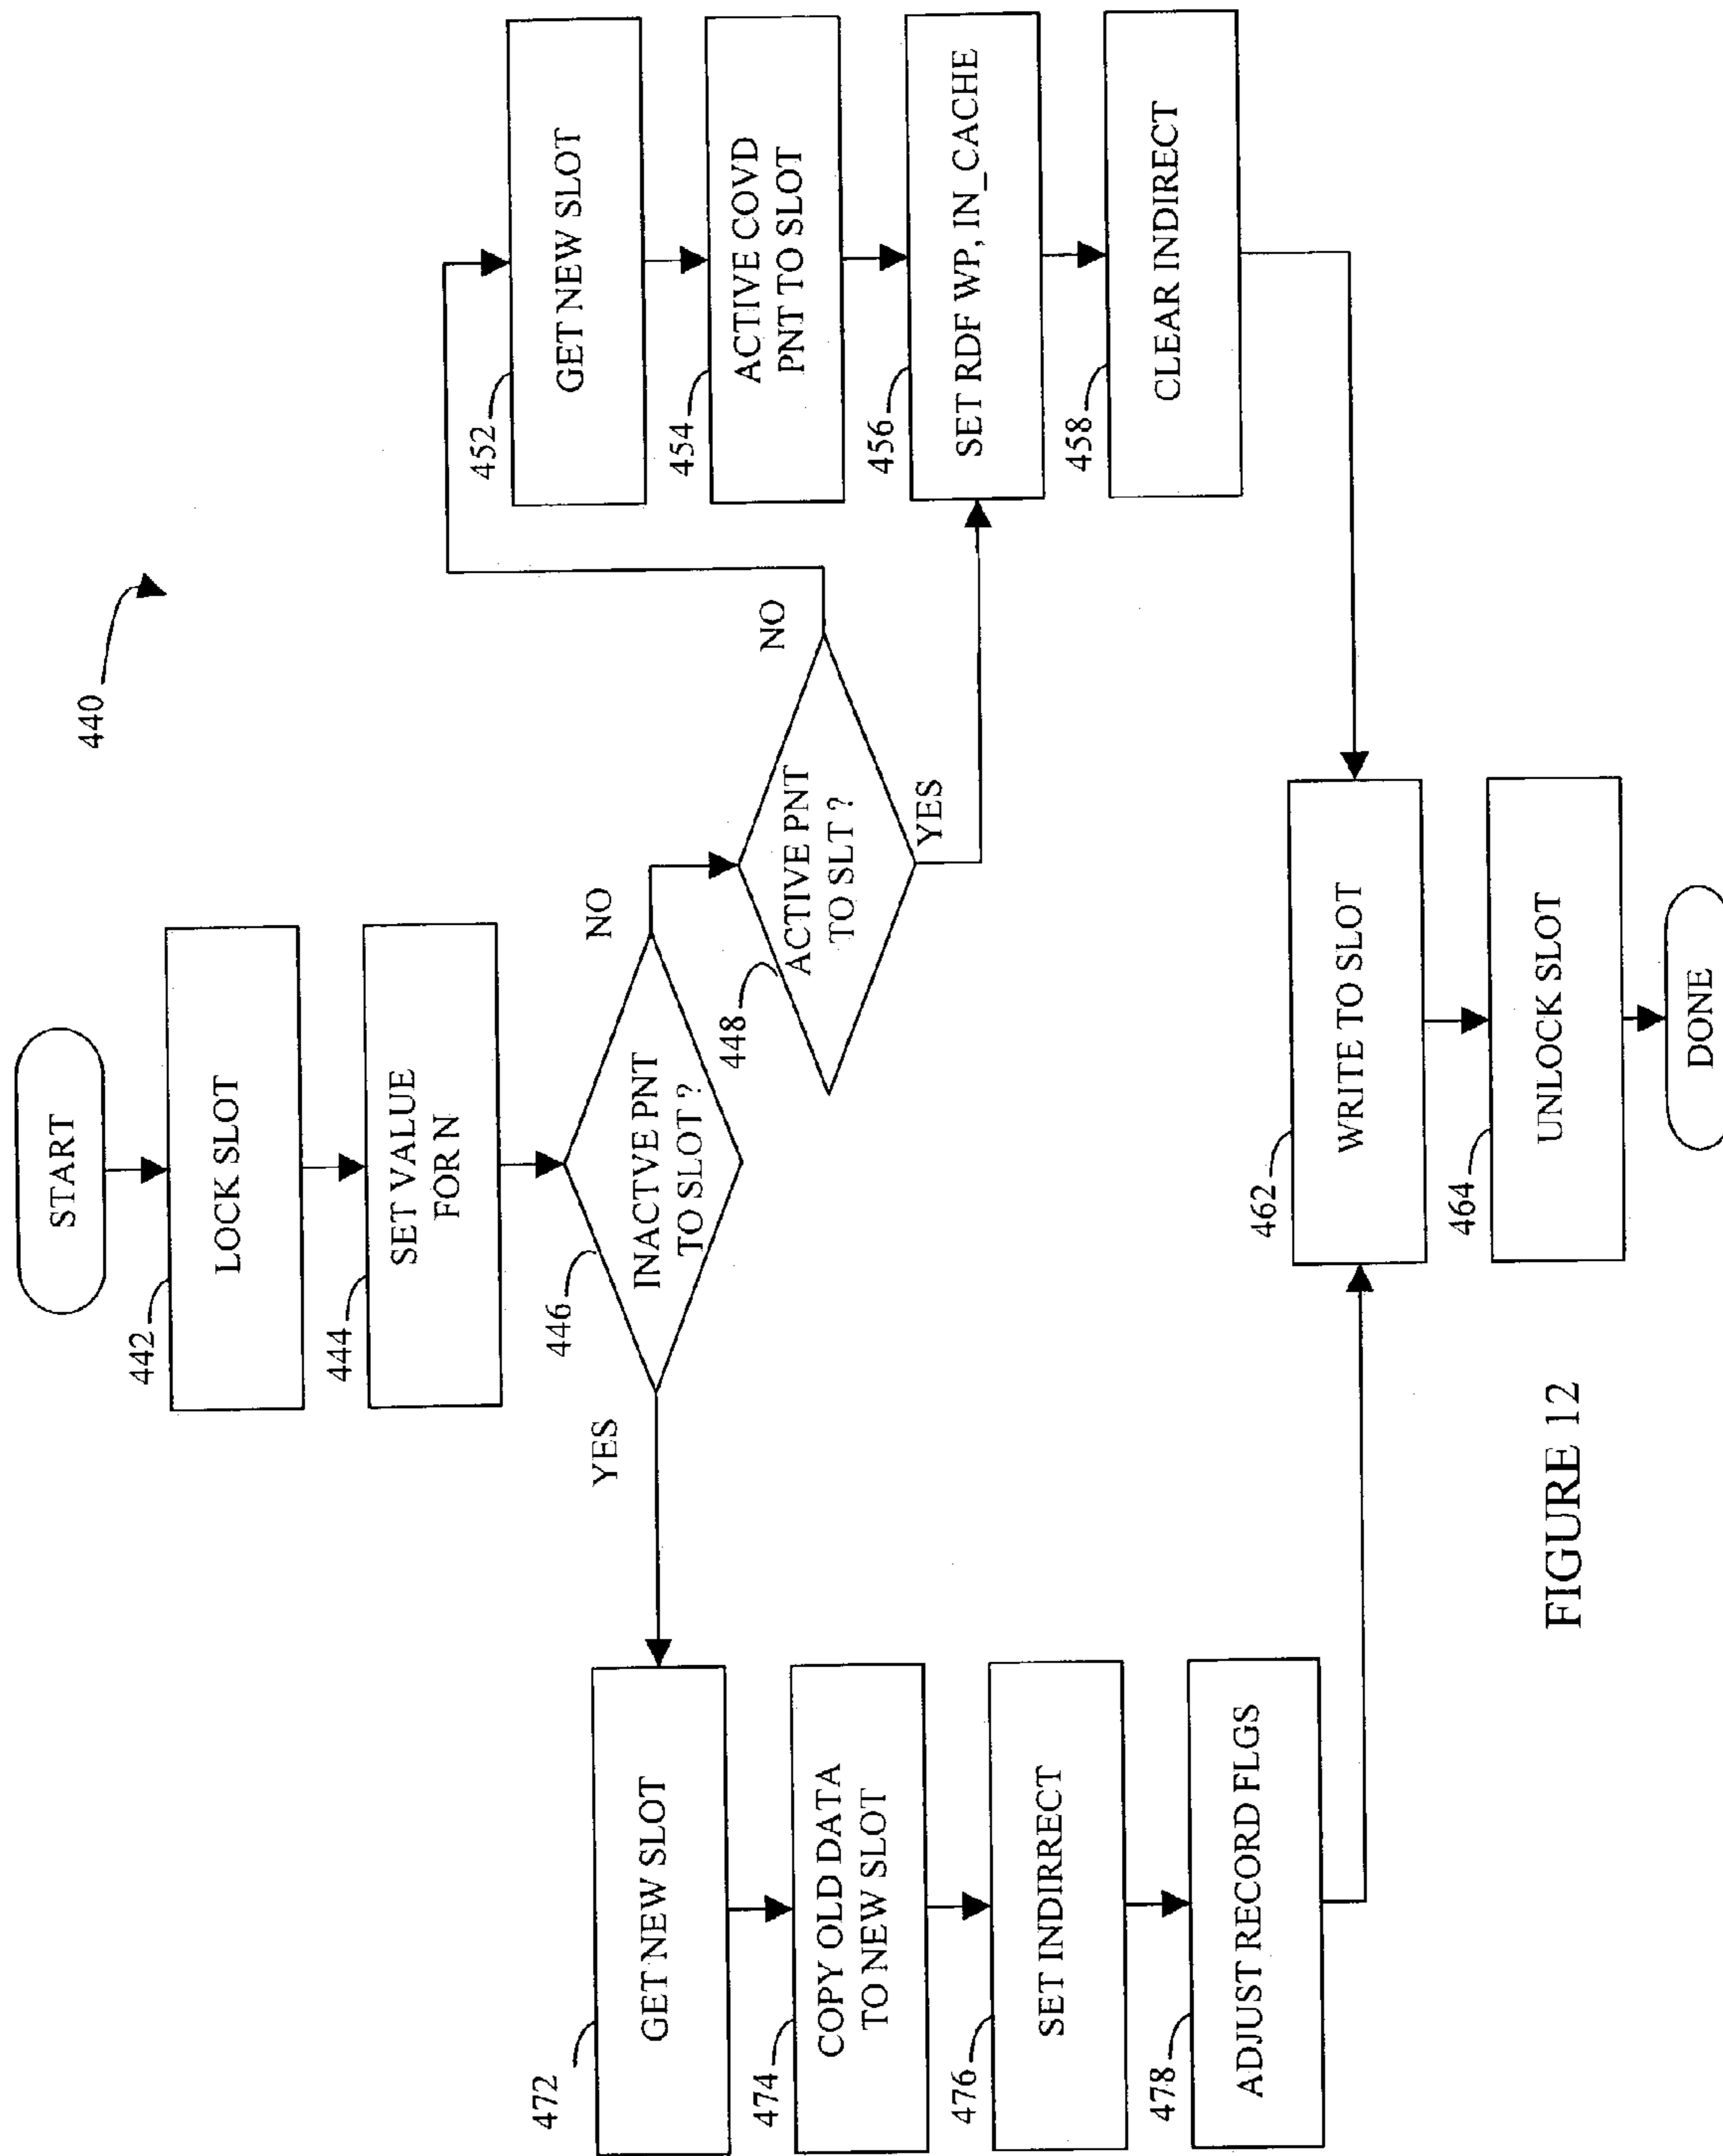 440
START
442
LOCK SLOT
444
SET VALUE
FOR N
446
INACTVE PNT
TO SLOT ?
YES
NO
448
ACTIVE PNT
TO SLT ?
NO
YES
452
GET NEW SLOT
454
ACTIVE COVD
PNT TO SLOT
456
SET RDF WP, IN_CACHE
458
CLEAR INDIRECT
472
GET NEW SLOT
474
COPY OLD DATA
TO NEW SLOT
476
SET INDIRRECT
478
ADJUST RECORD FLGS
462
WRITE TO SLOT
464
UNLOCK SLOT
DONE
FIGURE 12